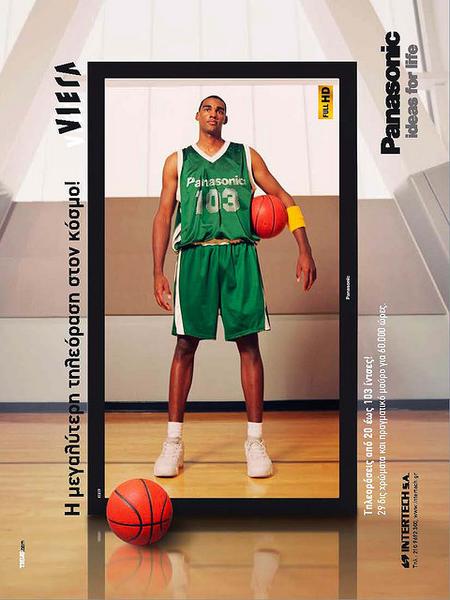 VIERA
Η μεγαλύτερη τηλεόραση στον κόσμο!
FULL HD
Panasonic
103
Panasonic
Panasonic
ideas for life
Τηλεοράσεις από 20 έως 103 ίντσες!
29 δις χρώματα και πραγματικό μαύρο για 60.000 ώρες.
INTERTECH S.A.